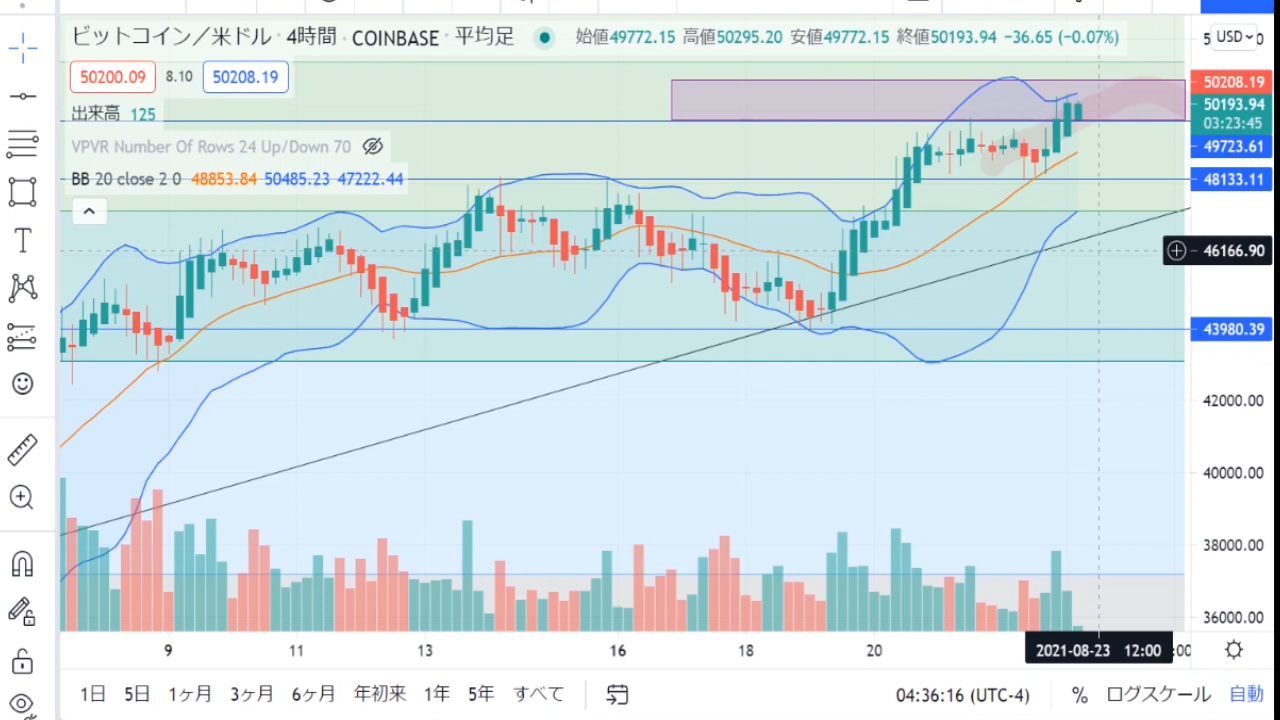 ビットコイン／米ドル · 4時間 · COINBASE · 平均足 始値49772.15 高値50295.20 安値49772.15 終値50193.94 −36.65 (−0.07%)
USD
50200.09 8.10 50208.19
出来高 125
VPVR Number Of Rows 24 Up/Down 70
BB 20 close 2 0 48853.84 50485.23 47222.44
50208.19
50193.94
03:23:45
49723.61
48133.11
46166.90
43980.39
42000.00
40000.00
38000.00
36000.00
9 11 13 16 18 20 2021-08-23 12:00 :00
1日 5日 1ヶ月 3ヶ月 6ヶ月 年初来 1年 5年 すべて 04:36:16 (UTC-4) % ログスケール 自動